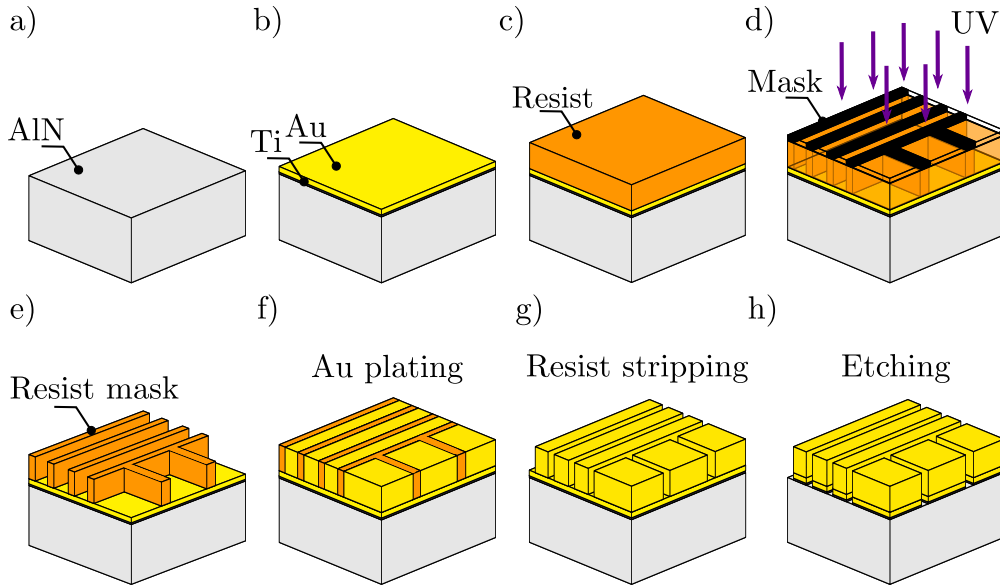 a)
b)
c)
d)
UV
Mask
Resist
AlN
Ti
Au
e)
f)
g)
h)
Resist mask
Au plating
Resist stripping
Etching